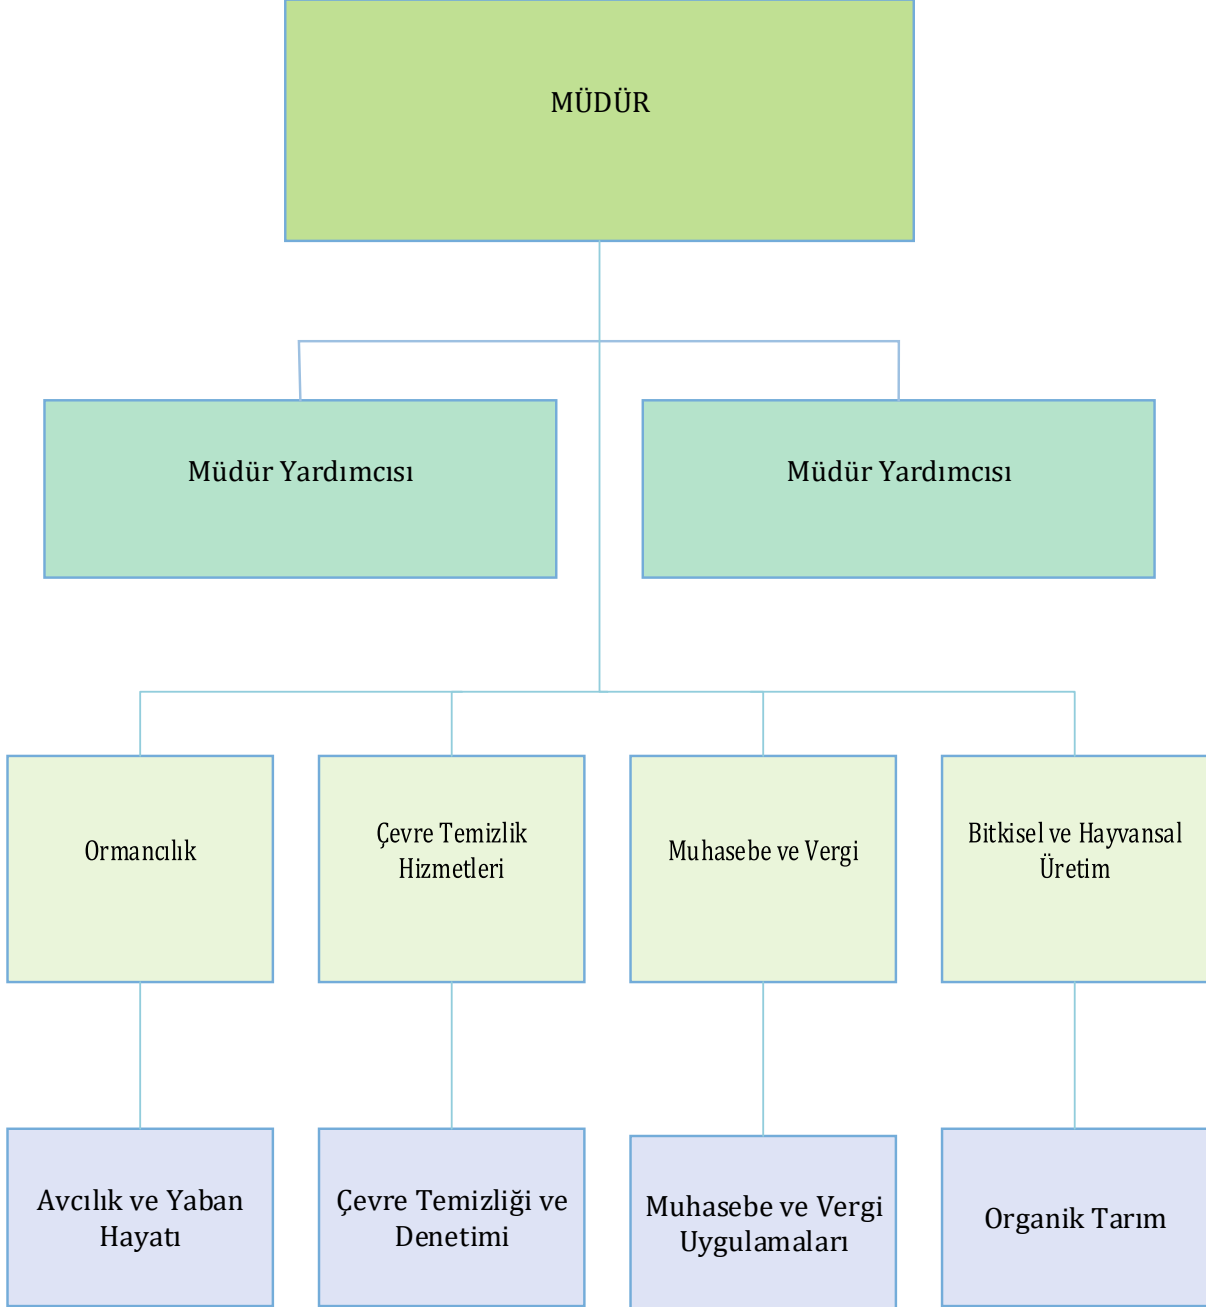 MÜDÜR
Müdür Yardımcısı
Müdür Yardımcısı
Ormancılık
Çevre Temizlik
Hizmetleri
Muhasebe ve Vergi
Bitkisel ve Hayvansal
Üretim
Avcılık ve Yaban
Hayatı
Çevre Temizliği ve
Denetimi
Muhasebe ve Vergi
Uygulamaları
Organik Tarım